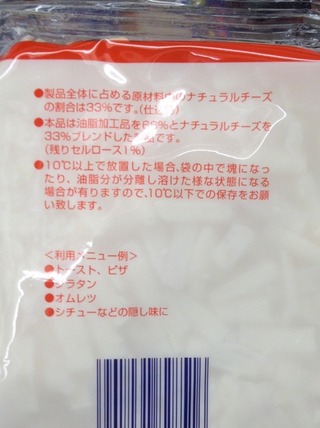 ●製品全体に占める原材料中のナチュラルチーズ
の割合は33%です。(仕込時)
●本品は油脂加工品を66%とナチュラルチーズを
33%ブレンドした製品です。
(残りセルロース1%)
●10℃以上で放置した場合、袋の中で塊になっ
たり、油脂分が分離し溶けた様な状態になる
場合が有りますので、10℃以下での保存をお願
い致します。
<利用メニュー例>
●トースト、ピザ
●グラタン
●オムレツ
●シチューなどの隠し味に